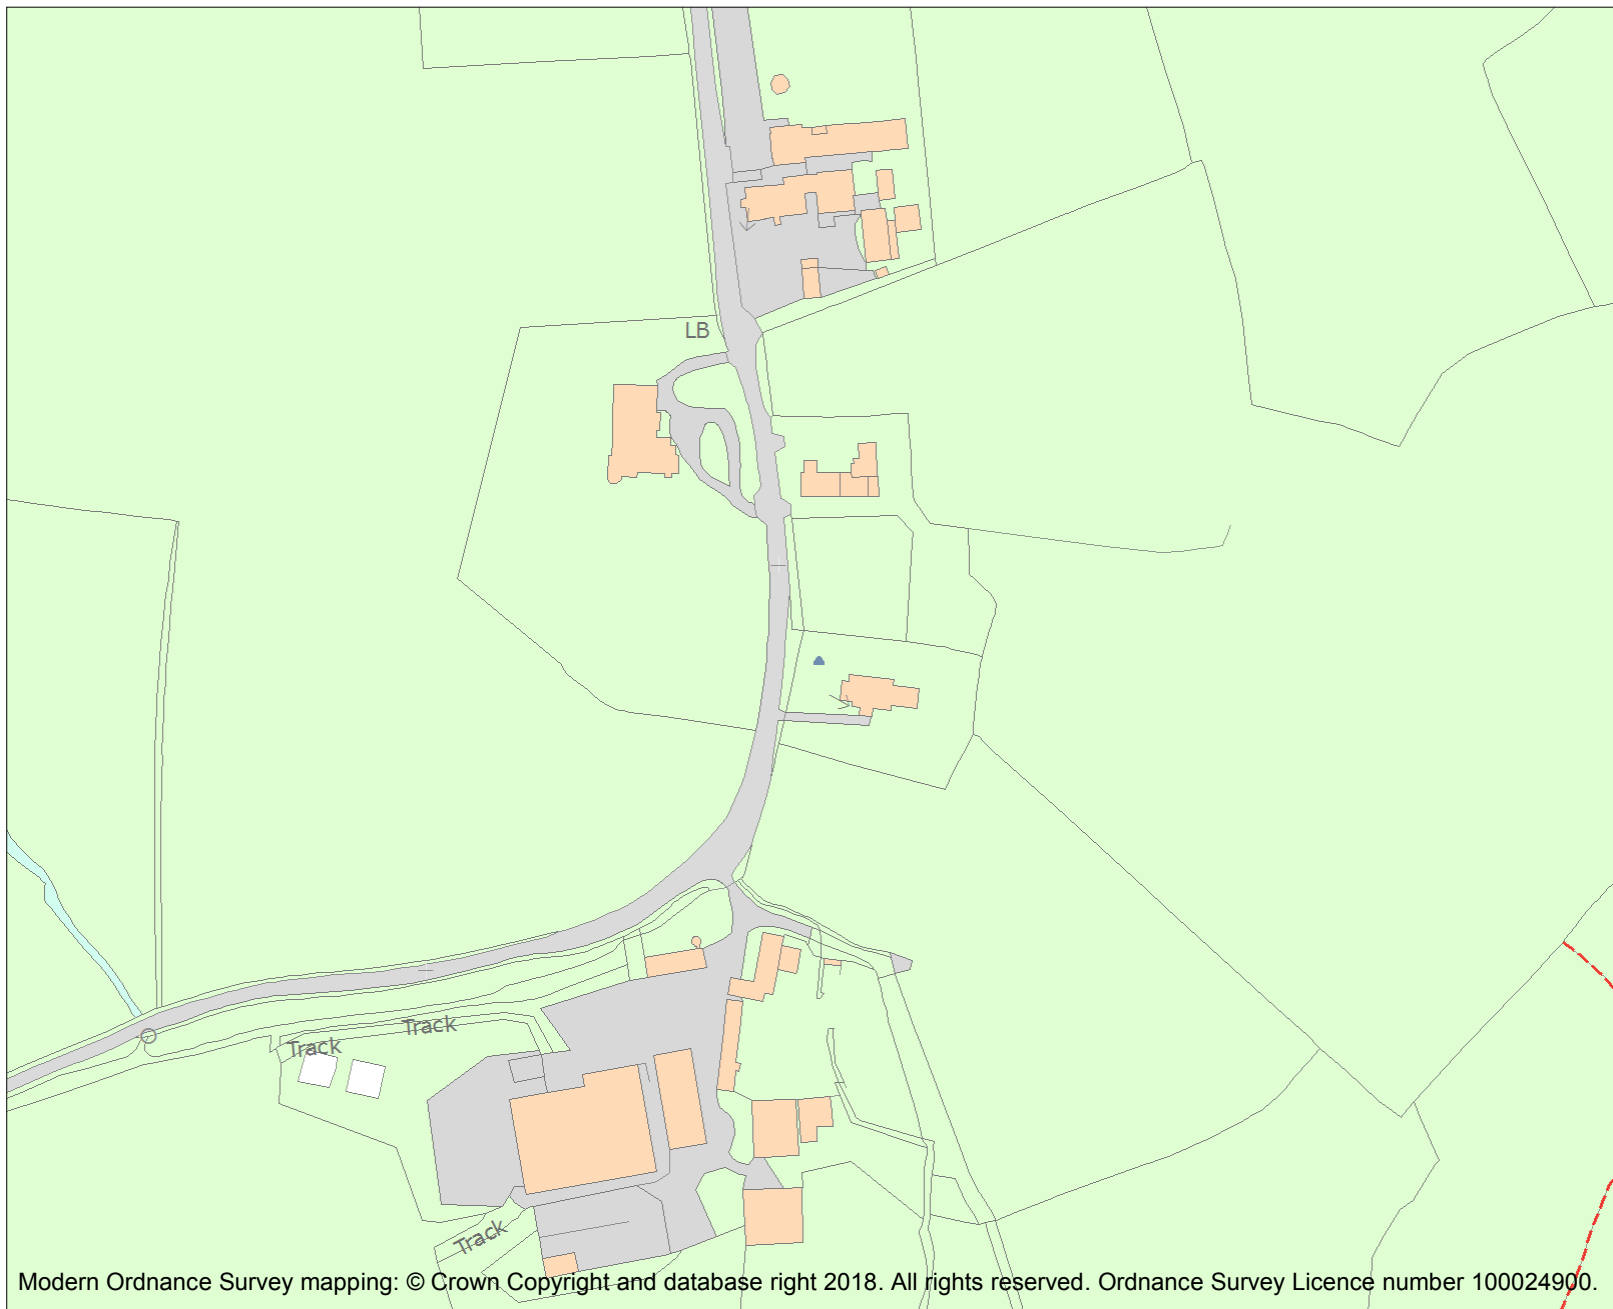 LB
Track
Track
Track
Modern Ordnance Survey mapping: © Crown Copyright and database right 2018. All rights reserved. Ordnance Survey Licence number 100024900.